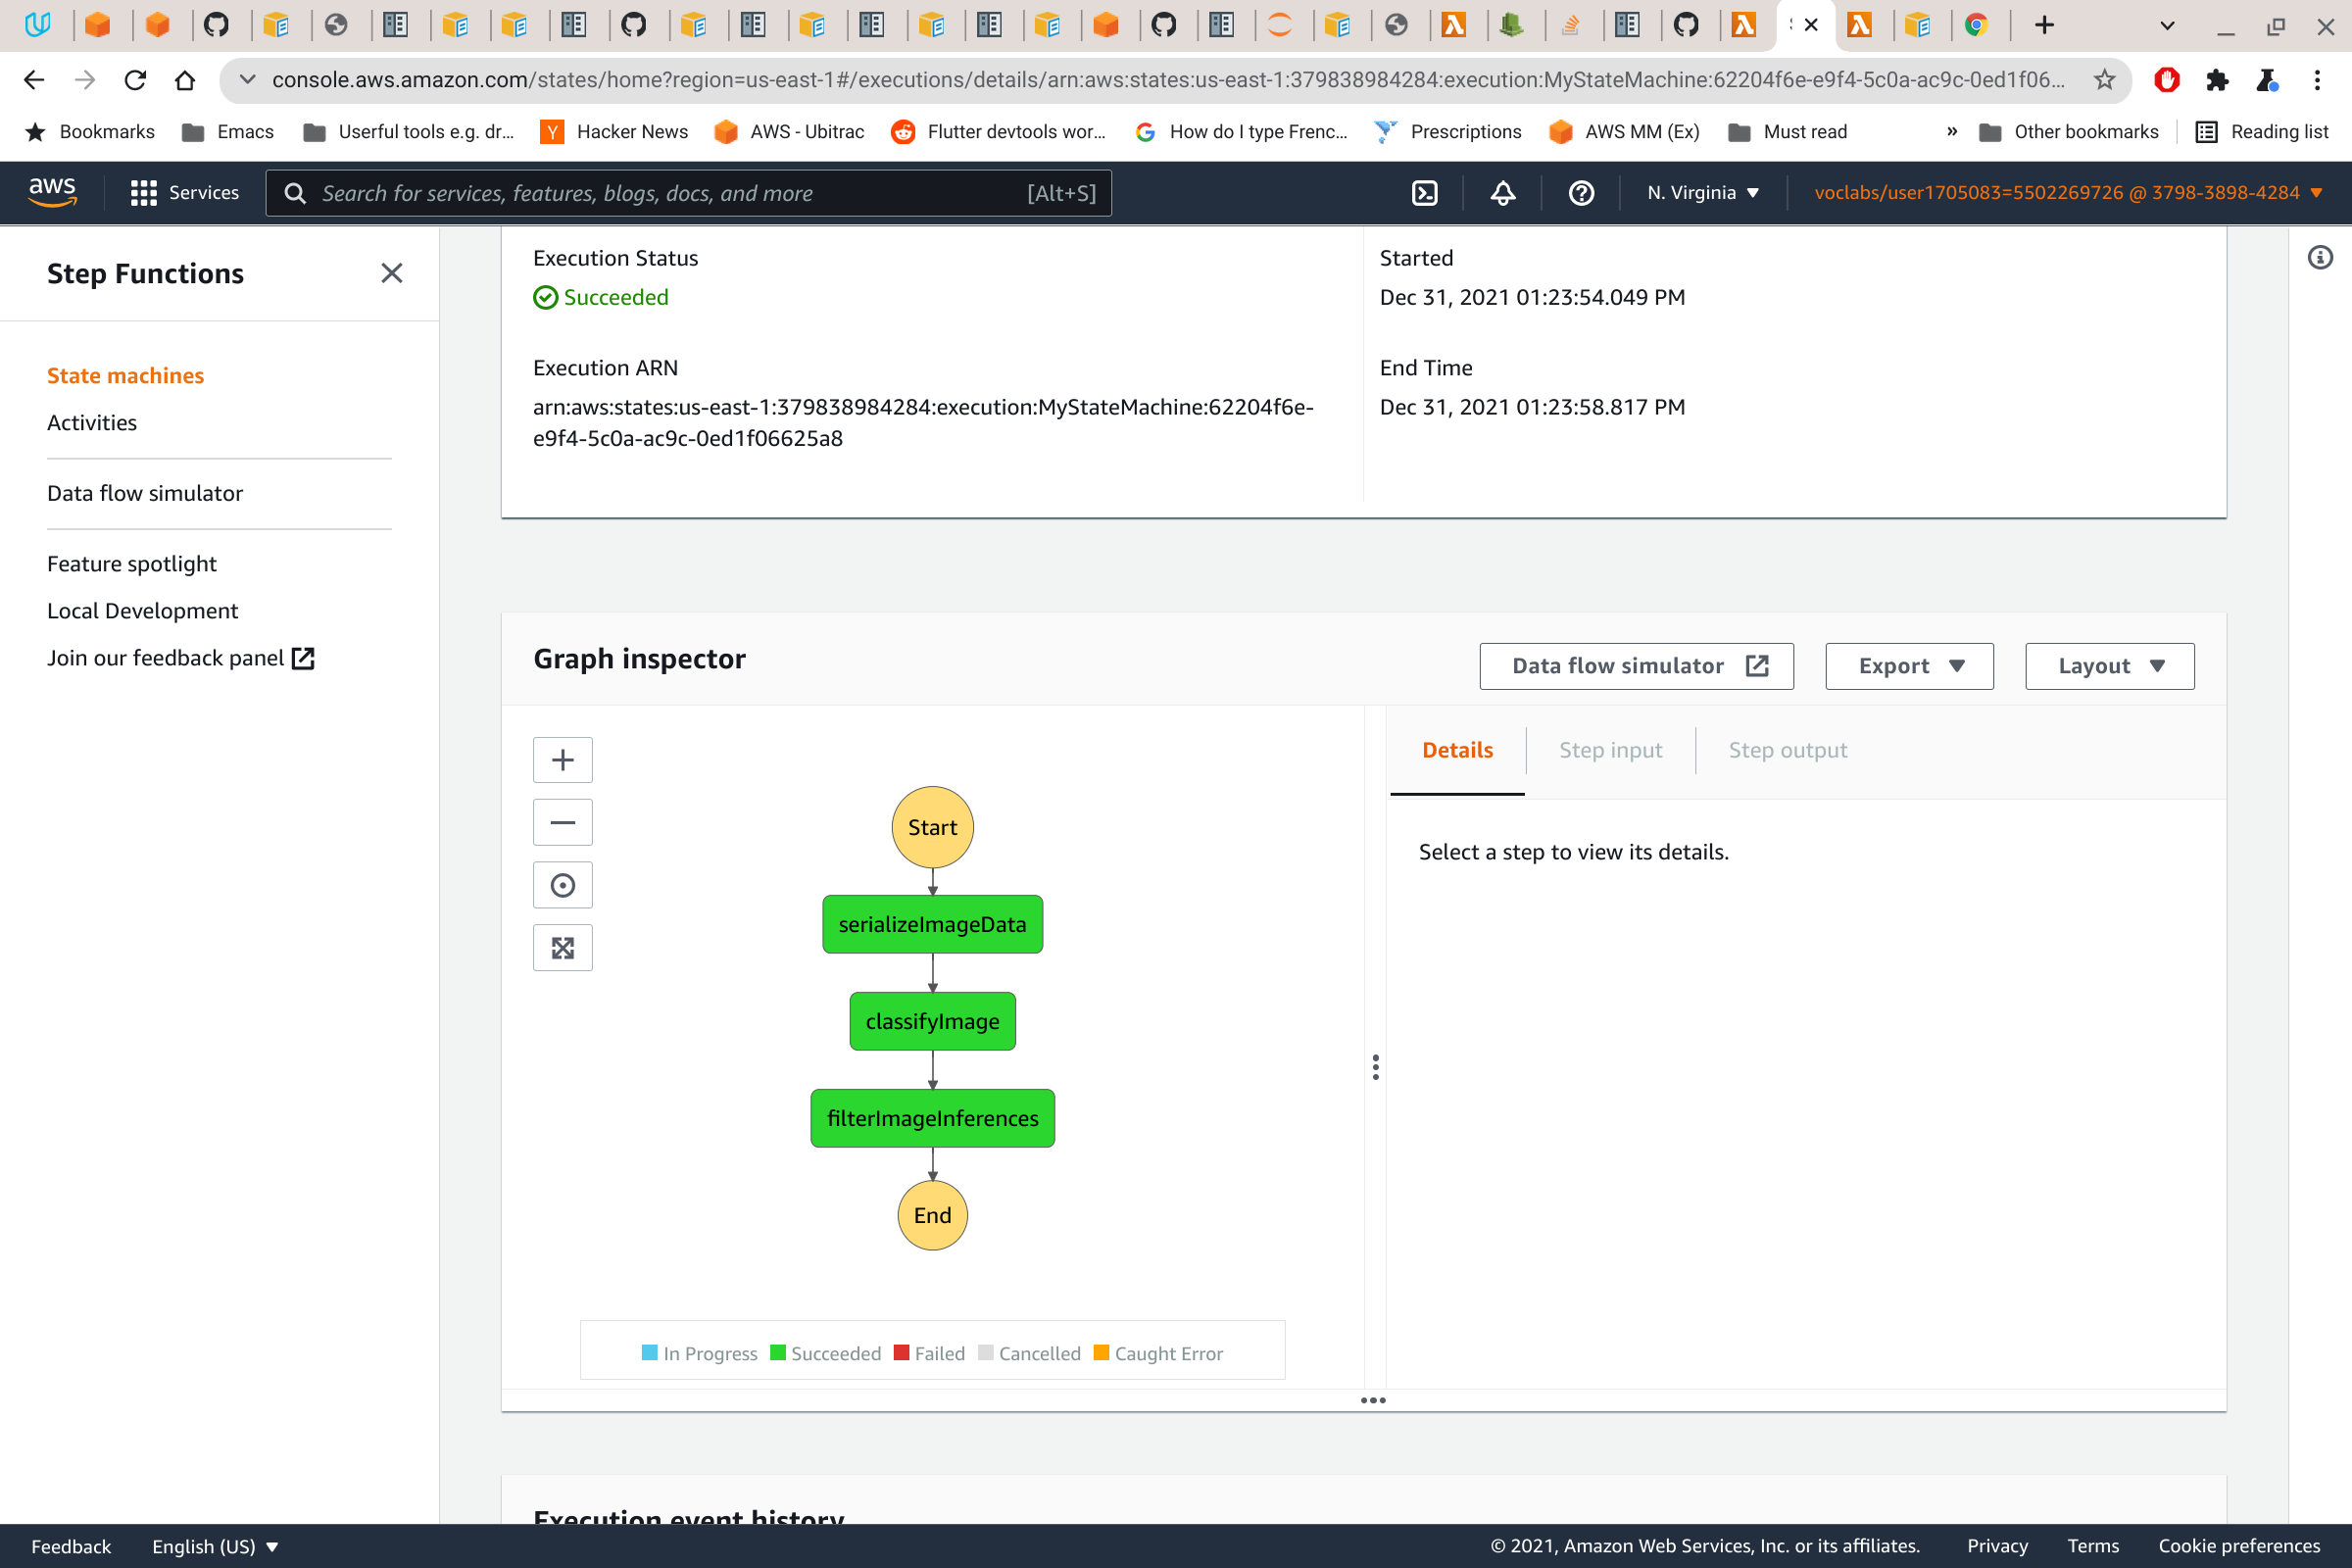 console.aws.amazon.com/states/home?region=us-east-1#/executions/details/arn:aws:states:us-east-1:379838984284:execution:MyStateMachine:62204f6e-e9f4-5c0a-ac9c-0ed1f06...
Bookmarks Emacs Userful tools e.g. dr... Hacker News AWS - Ubitrac Flutter devtools wor... How do I type Frenc... Prescriptions AWS MM (Ex) Must read » Other bookmarks Reading list
aws Services Search for services, features, blogs, docs, and more [Alt+S] N. Virginia voclabs/user1705083=5502269726 @ 3798-3898-4284
Step Functions
State machines
Activities
Data flow simulator
Feature spotlight
Local Development
Join our feedback panel
Execution Status
Succeeded
Execution ARN
arn:aws:states:us-east-1:379838984284:execution:MyStateMachine:62204f6e-
e9f4-5c0a-ac9c-0ed1f06625a8
Started
Dec 31, 2021 01:23:54.049 PM
End Time
Dec 31, 2021 01:23:58.817 PM
Graph inspector
Data flow simulator Export Layout
Start
serializeImageData
classifyImage
filterImageInferences
End
In Progress Succeeded Failed Cancelled Caught Error
Details Step input Step output
Select a step to view its details.
Execution event history
Feedback English (US) © 2021, Amazon Web Services, Inc. or its affiliates. Privacy Terms Cookie preferences